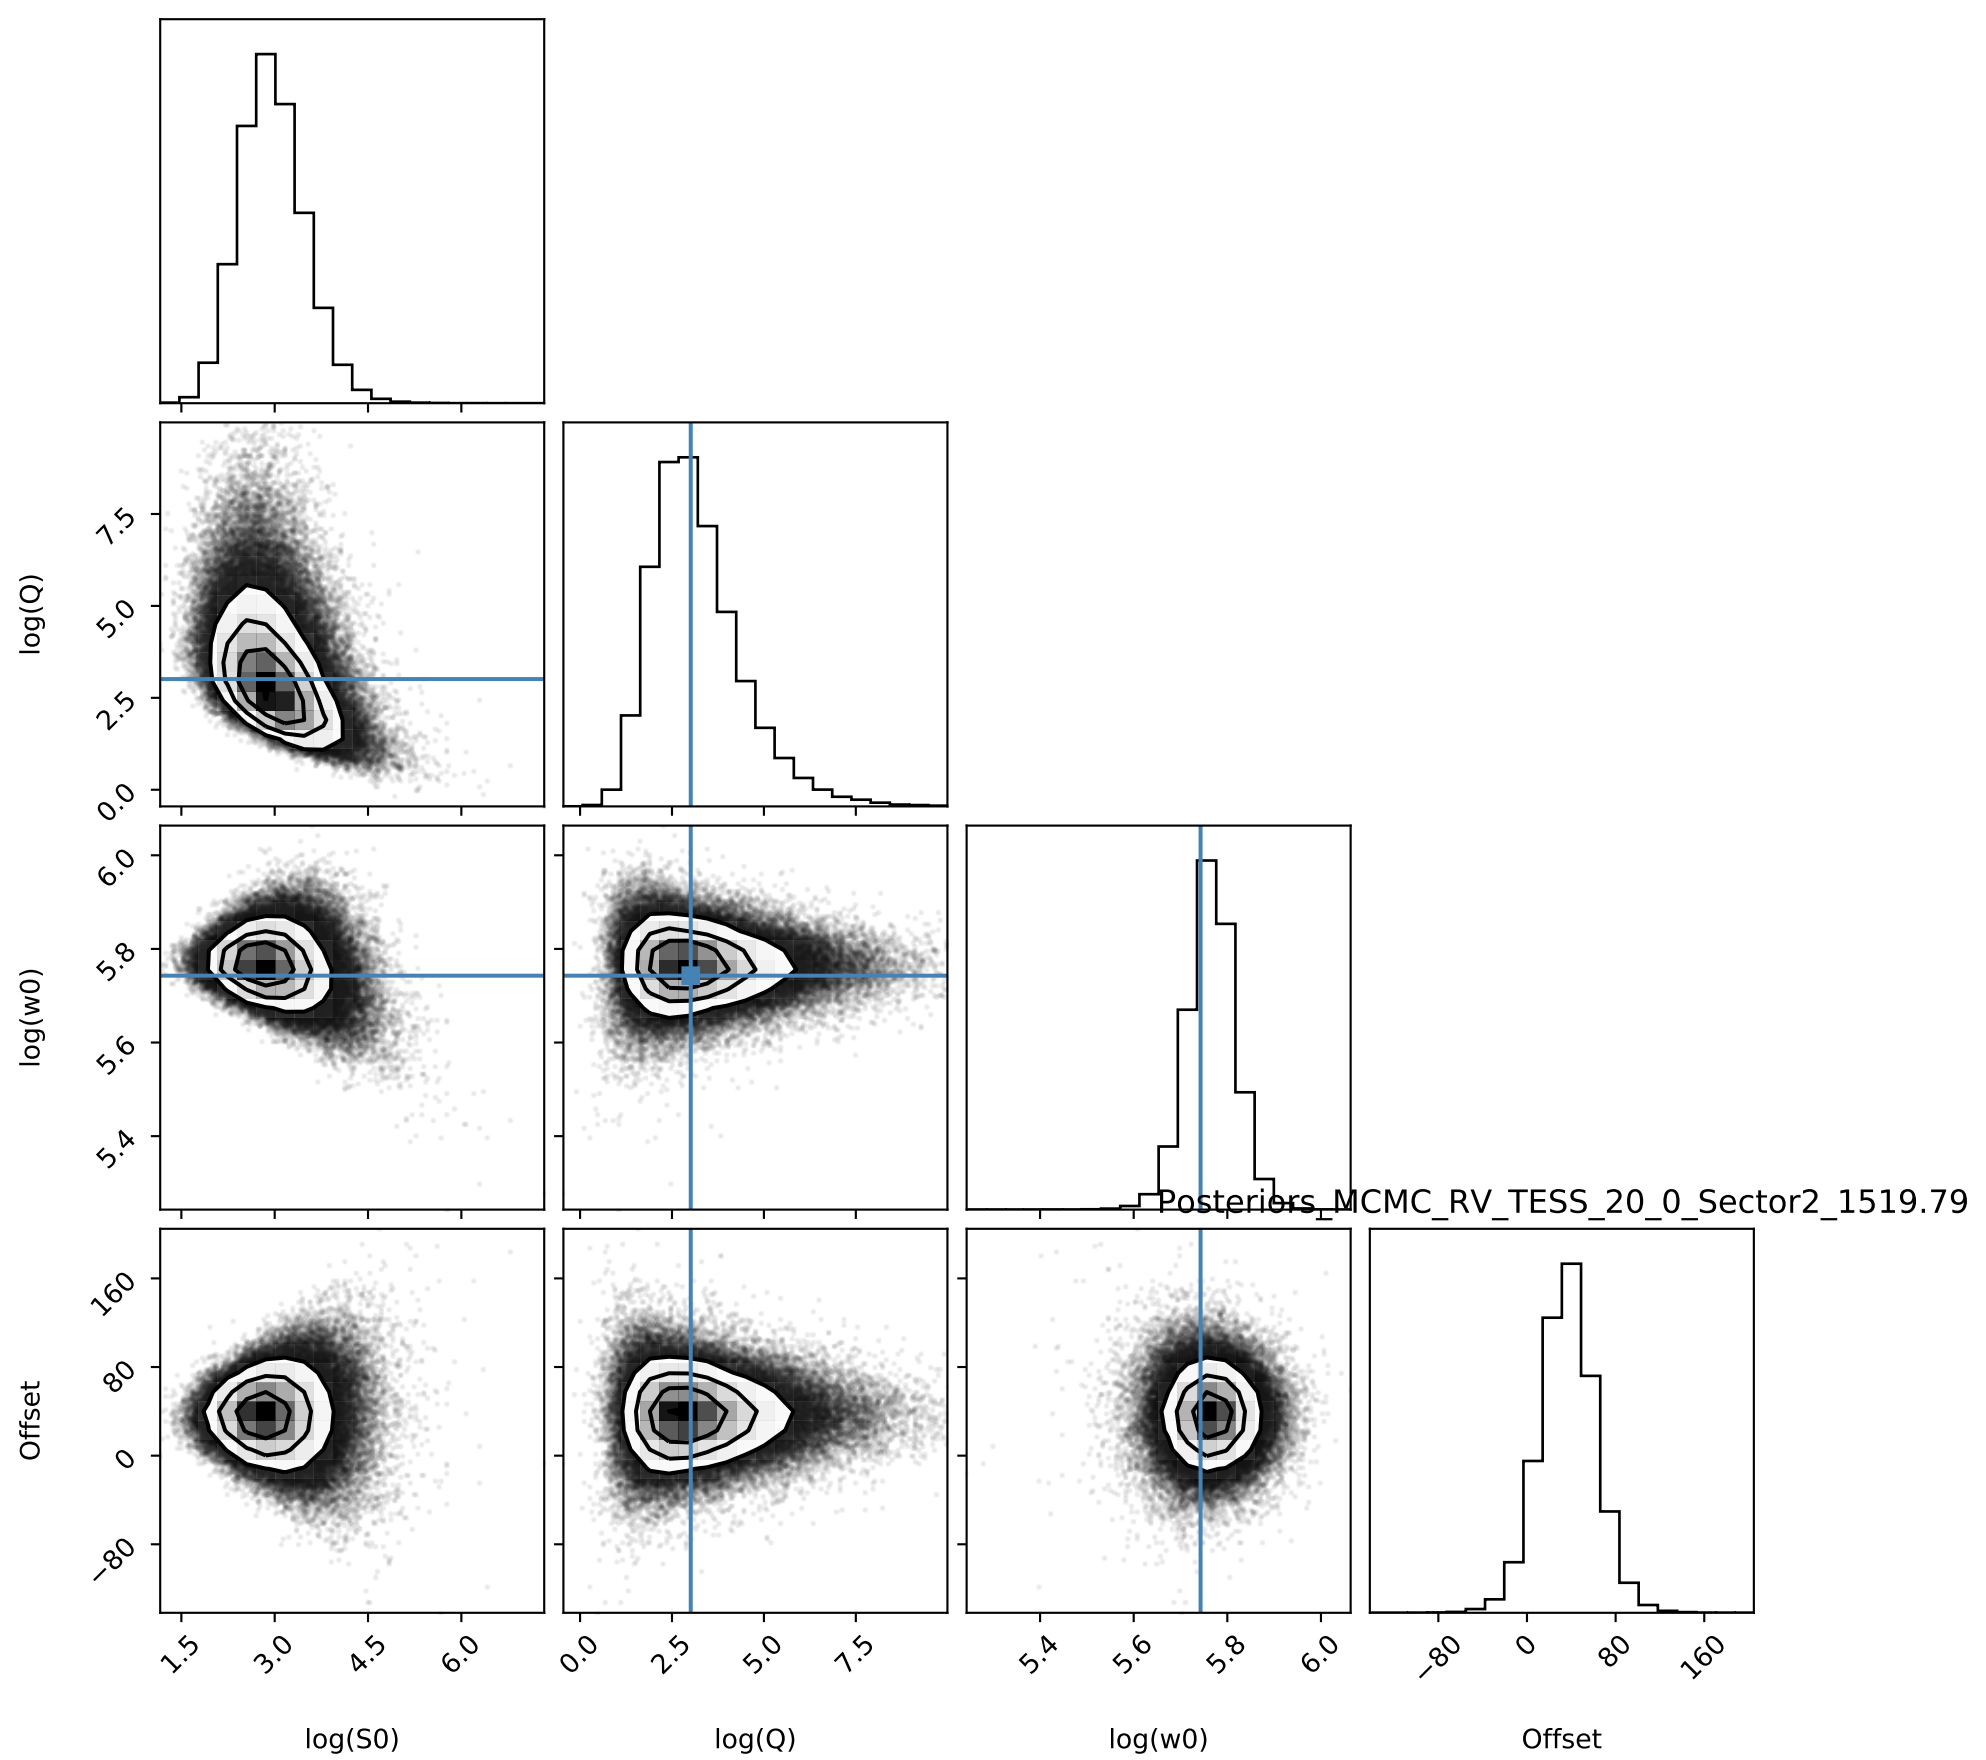 7.5
5.0
2.5
0.0
log(Q)
6.0
5.8
5.6
5.4
log(w0)
Posteriors_MCMC_RV_TESS_20_0_Sector2_1519.79
160
80
0
−80
Offset
1.5 3.0 4.5 6.0 0.0 2.5 5.0 7.5 5.4 5.6 5.8 6.0 −80 0 80 160
log(S0) log(Q) log(w0) Offset